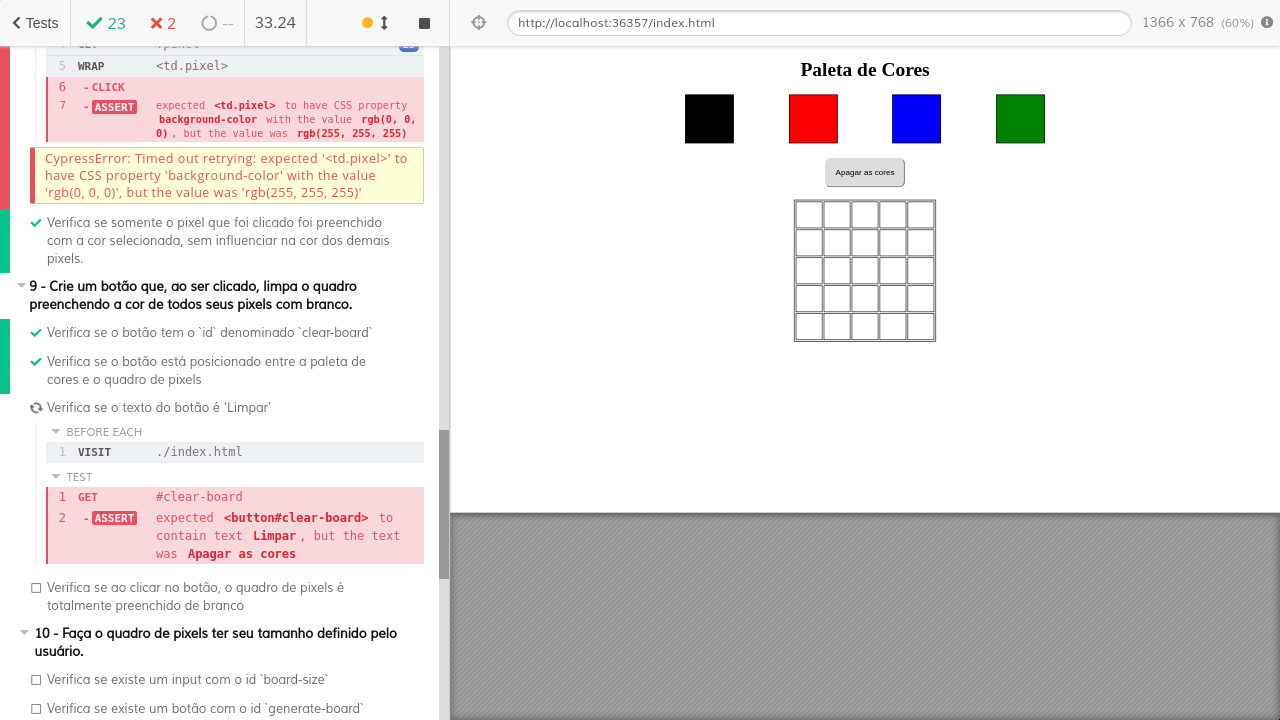 Tests 23 2 -- 33.24
http://localhost:36357/index.html 1366 x 768 (60%)
5 WRAP <td.pixel>
6 -CLICK
7 -ASSERT expected <td.pixel> to have CSS property
background-color with the value rgb(0, 0,
0), but the value was rgb(255, 255, 255)
CypressError: Timed out retrying: expected '<td.pixel>' to
have CSS property 'background-color' with the value
'rgb(0, 0, 0)', but the value was 'rgb(255, 255, 255)'
Verifica se somente o pixel que foi clicado foi preenchido
com a cor selecionada, sem influenciar na cor dos demais
pixels.
9 - Crie um botão que, ao ser clicado, limpa o quadro
preenchendo a cor de todos seus pixels com branco.
Verifica se o botão tem o `id` denominado `clear-board`
Verifica se o botão está posicionado entre a paleta de
cores e o quadro de pixels
Verifica se o texto do botão é 'Limpar'
BEFORE EACH
1 VISIT ./index.html
TEST
1 GET #clear-board
2 -ASSERT expected <button#clear-board> to
contain text Limpar, but the text
was Apagar as cores
Verifica se ao clicar no botão, o quadro de pixels é
totalmente preenchido de branco
10 - Faça o quadro de pixels ter seu tamanho definido pelo
usuário.
Verifica se existe um input com o id `board-size`
Verifica se existe um botão com o id `generate-board`
Paleta de Cores
Apagar as cores